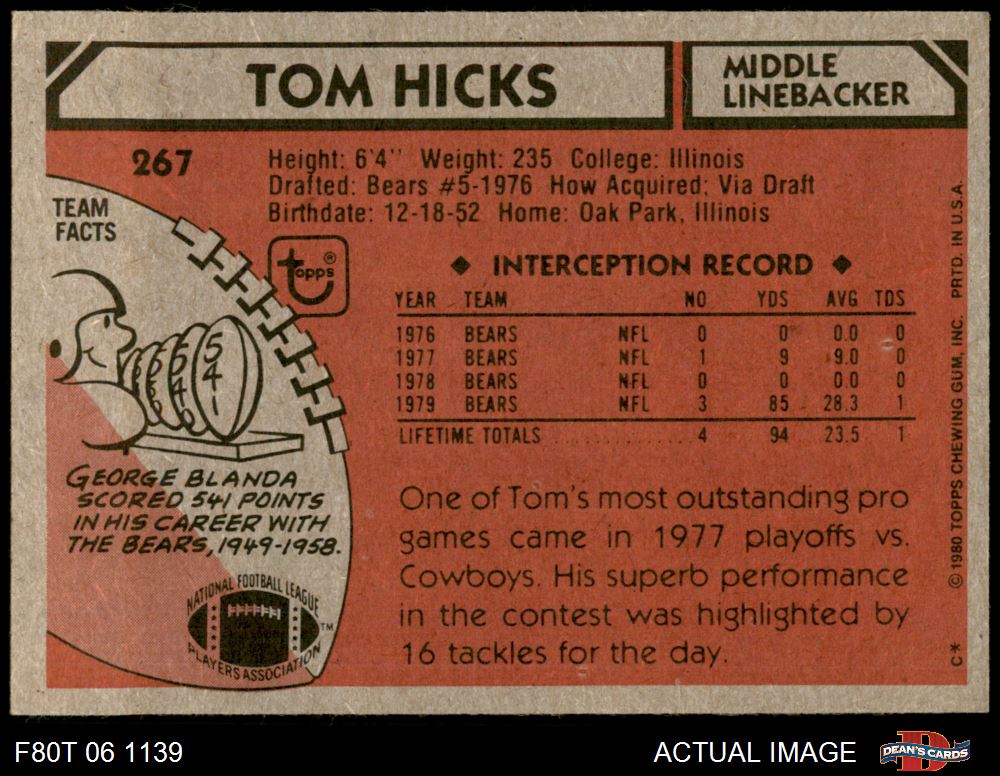 TOM HICKS
MIDDLE
LINEBACKER
267
Height: 6'4" Weight: 235 College: Illinois
Drafted: Bears #5-1976 How Acquired: Via Draft
Birthdate: 12-18-52 Home: Oak Park, Illinois
TEAM
FACTS
topps®
◆ INTERCEPTION RECORD ◆
YEAR TEAM NO YDS AVG TDS
1976 BEARS NFL 0 0 0.0 0
1977 BEARS NFL 1 9 9.0 0
1978 BEARS NFL 0 0 0.0 0
1979 BEARS NFL 3 85 28.3 1
LIFETIME TOTALS ............ 4 94 23.5 1
541
GEORGE BLANDA
SCORED 541 POINTS
IN HIS CAREER WITH
THE BEARS, 1949-1958.
NATIONAL FOOTBALL LEAGUE
PLAYERS ASSOCIATION
TM
One of Tom's most outstanding pro
games came in 1977 playoffs vs.
Cowboys. His superb performance
in the contest was highlighted by
16 tackles for the day.
C* © 1980 TOPPS CHEWING GUM, INC. PRTD. IN U.S.A.
F80T 06 1139
ACTUAL IMAGE
D
DEAN'S CARDS